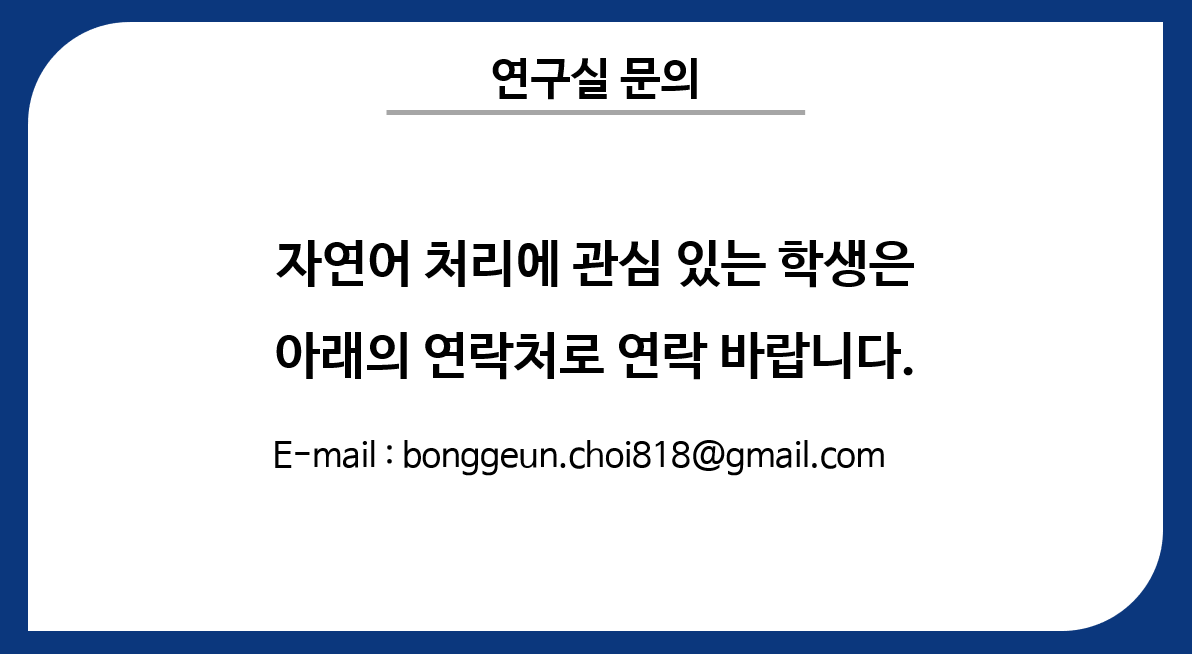 연구실 문의
자연어 처리에 관심 있는 학생은
아래의 연락처로 연락 바랍니다.
E-mail : bonggeun.choi818@gmail.com